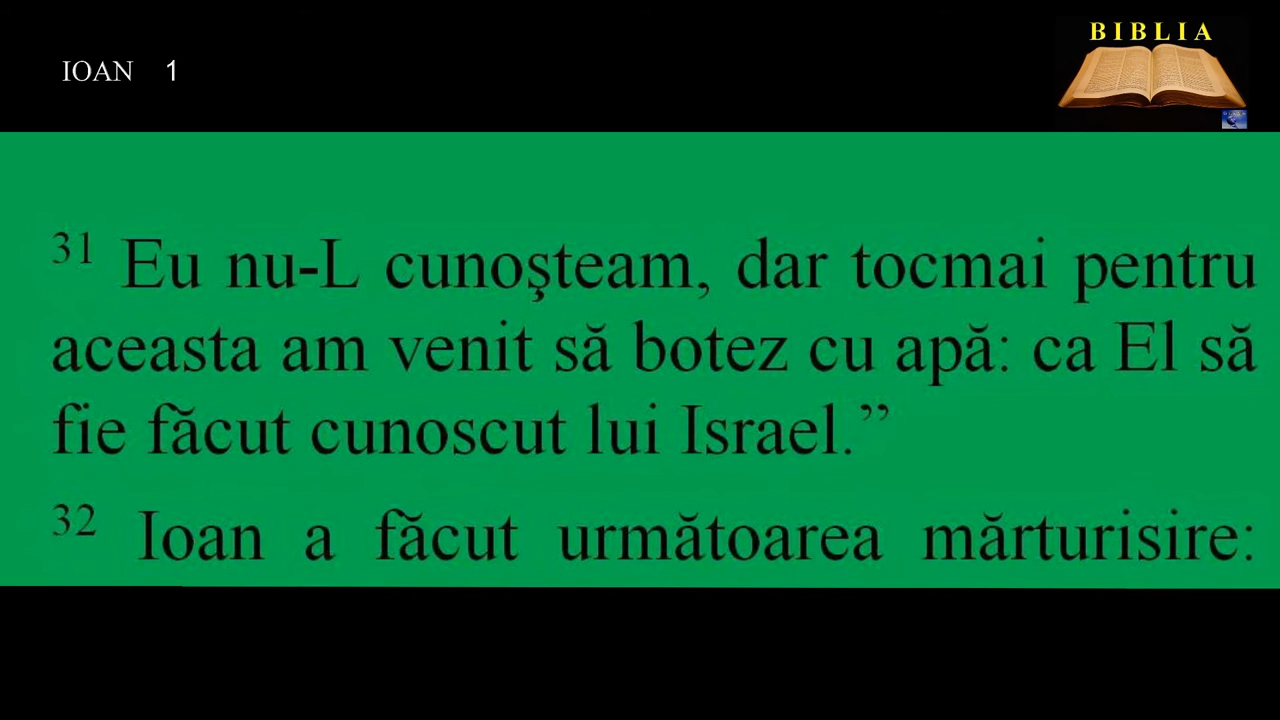 BIBLIA
IOAN 1
31 Eu nu-L cunoşteam, dar tocmai pentru
aceasta am venit să botez cu apă: ca El să
fie făcut cunoscut lui Israel.”
32 Ioan a făcut următoarea mărturisire: